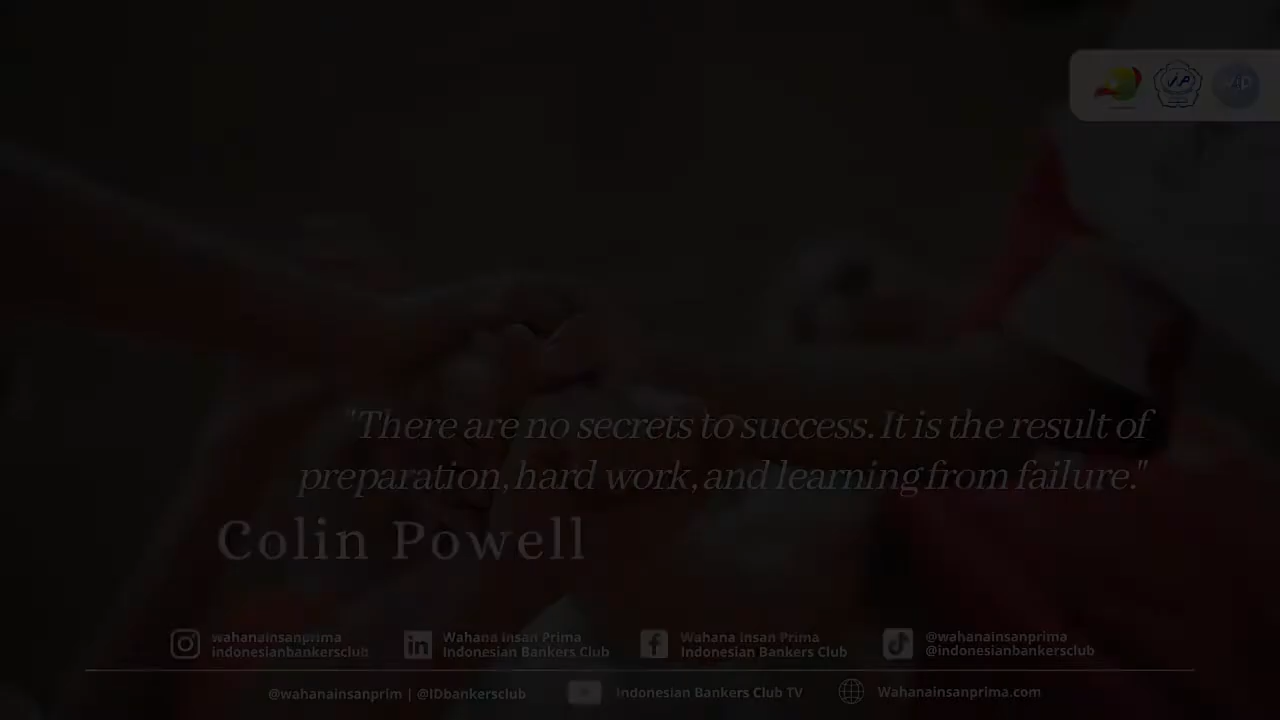 "There are no secrets to success. It is the result of
preparation, hard work, and learning from failure."
Colin Powell
wahanainsanprima
indonesianbankersclub
Wahana Insan Prima
Indonesian Bankers Club
Wahana Insan Prima
Indonesian Bankers Club
@wahanainsanprima
@indonesianbankersclub
@wahanainsanprim | @IDbankersclub
Indonesian Bankers Club TV
Wahanainsanprima.com